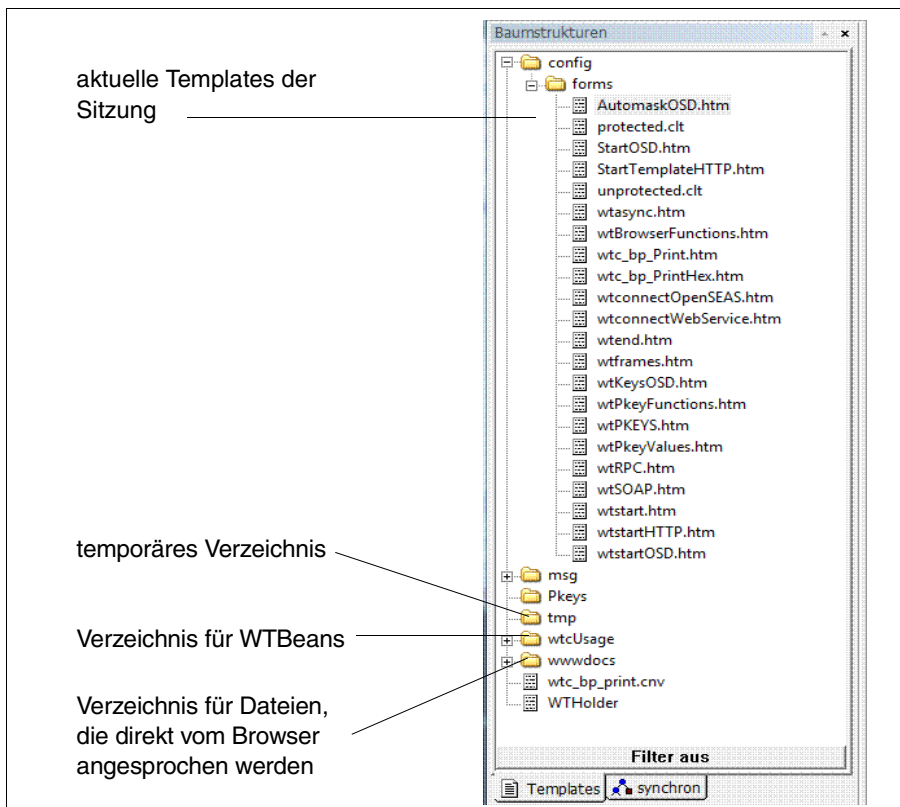 Baumstrukturen
aktuelle Templates der
Sitzung
config
forms
AutomaskOSD.htm
protected.clt
StartOSD.htm
StartTemplateHTTP.htm
unprotected.clt
wtasync.htm
wtBrowserFunctions.htm
wtc_bp_Print.htm
wtc_bp_PrintHex.htm
wtconnectOpenSEAS.htm
wtconnectWebService.htm
wtend.htm
wtframes.htm
wtKeysOSD.htm
wtPkeyFunctions.htm
wtPKEYS.htm
wtPkeyValues.htm
wtRPC.htm
wtSOAP.htm
wtstart.htm
wtstartHTTP.htm
wtstartOSD.htm
temporäres Verzeichnis
msg
Pkeys
tmp
Verzeichnis für WTBeans
wtcUsage
wwwdocs
wtc_bp_print.cnv
WTHolder
Verzeichnis für Dateien,
die direkt vom Browser
angesprochen werden
Filter aus
Templates
synchron